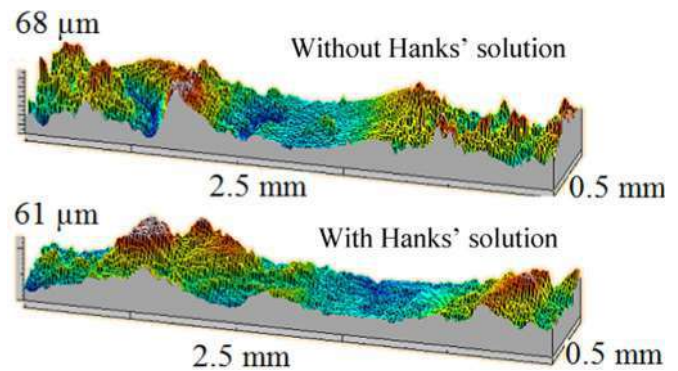 68 µm
Without Hanks’ solution
2.5 mm
0.5 mm
61 µm
With Hanks’ solution
2.5 mm
0.5 mm